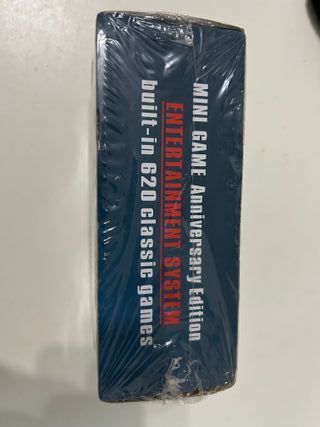 MINI GAME Anniversary Edition
ENTERTAINMENT SYSTEM
built-in 620 classic games